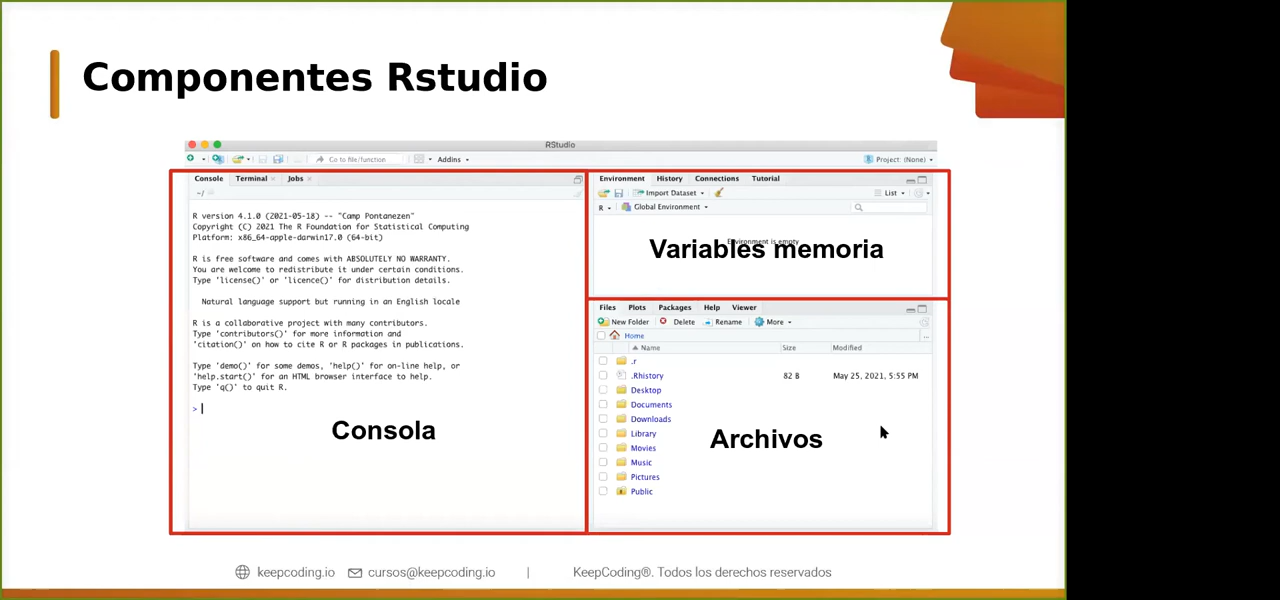 Componentes Rstudio
RStudio
Go to file/function
Addins
Project: (None)
Console Terminal Jobs
~/
R version 4.1.0 (2021-05-18) -- "Camp Pontanezen"
Copyright (C) 2021 The R Foundation for Statistical Computing
Platform: x86_64-apple-darwin17.0 (64-bit)
R is free software and comes with ABSOLUTELY NO WARRANTY.
You are welcome to redistribute it under certain conditions.
Type 'license()' or 'licence()' for distribution details.
Natural language support but running in an English locale
R is a collaborative project with many contributors.
Type 'contributors()' for more information and
'citation()' on how to cite R or R packages in publications.
Type 'demo()' for some demos, 'help()' for on-line help, or
'help.start()' for an HTML browser interface to help.
Type 'q()' to quit R.
>
Consola
Environment History Connections Tutorial
Import Dataset
List
R
Global Environment
Environment is empty
Variables memoria
Files Plots Packages Help Viewer
New Folder Delete Rename More
Home
...
Name Size Modified
.r
.Rhistory 82 B May 25, 2021, 5:55 PM
Desktop
Documents
Downloads
Library
Movies
Music
Pictures
Public
Archivos
keepcoding.io cursos@keepcoding.io | KeepCoding®. Todos los derechos reservados